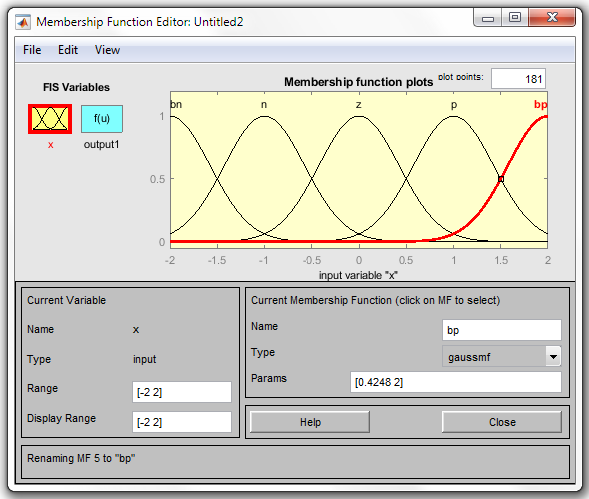 Membership Function Editor: Untitled2
File Edit View
FIS Variables
f(u)
x output1
Membership function plots plot points: 181
bn n z p bp
1
0.5
0
-2 -1.5 -1 -0.5 0 0.5 1 1.5 2
input variable "x"
Current Variable
Name x
Type input
Range [-2 2]
Display Range [-2 2]
Current Membership Function (click on MF to select)
Name bp
Type gaussmf
Params [0.4248 2]
Help Close
Renaming MF 5 to "bp"